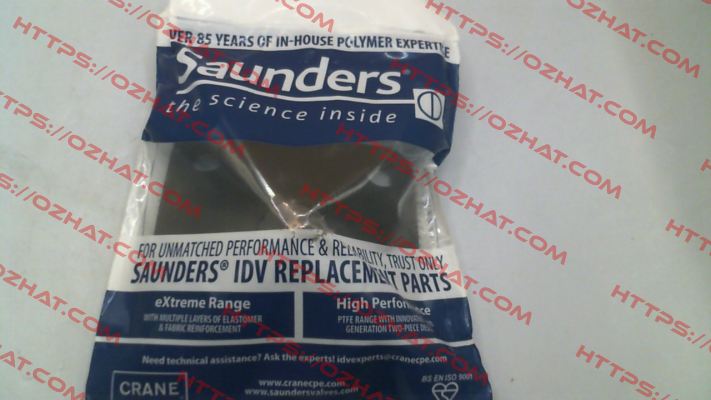 VER 85 YEARS OF IN-HOUSE POLYMER EXPERTISE
Saunders®
the science inside
FOR UNMATCHED PERFORMANCE & RELIABILITY, TRUST ONLY
SAUNDERS® IDV REPLACEMENT PARTS
eXtreme Range
WITH MULTIPLE LAYERS OF ELASTOMER
& FABRIC REINFORCEMENT
High Performance
PTFE RANGE WITH
GENERATION TWO-PIECE
Need technical assistance? Ask the experts! idvexperts@cranecpe.com
CRANE
www.cranecpe.com
www.saundersvalves.com
BS EN ISO 9001
HTTPS://OZHAT.COM